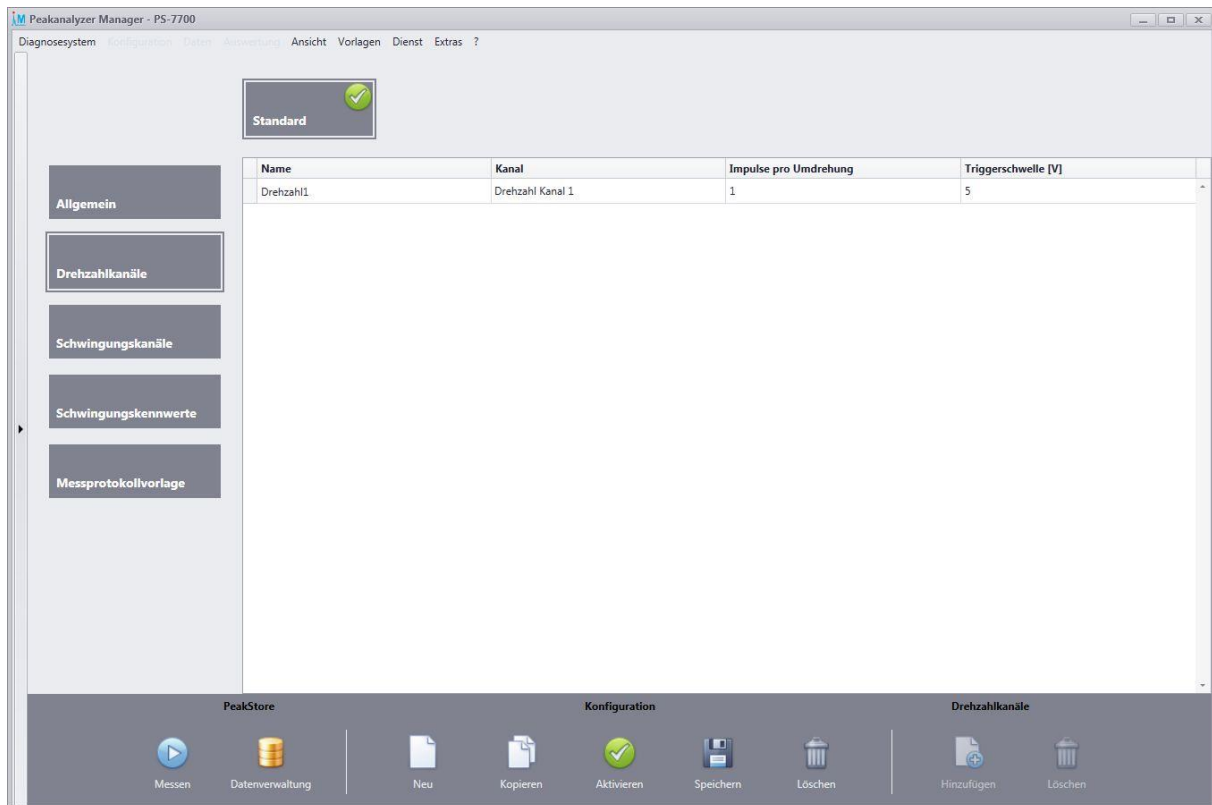 Peakanalyzer Manager - PS-7700
Diagnosesystem Konfiguration Daten Auswertung Ansicht Vorlagen Dienst Extras ?
Standard
Name Kanal Impulse pro Umdrehung Triggerschwelle [V]
Drehzahl1 Drehzahl Kanal 1 1 5
Allgemein
Drehzahlkanäle
Schwingungskanäle
Schwingungskennwerte
Messprotokollvorlage
PeakStore Konfiguration Drehzahlkanäle
Messen Datenverwaltung Neu Kopieren Aktivieren Speichern Löschen Hinzufügen Löschen